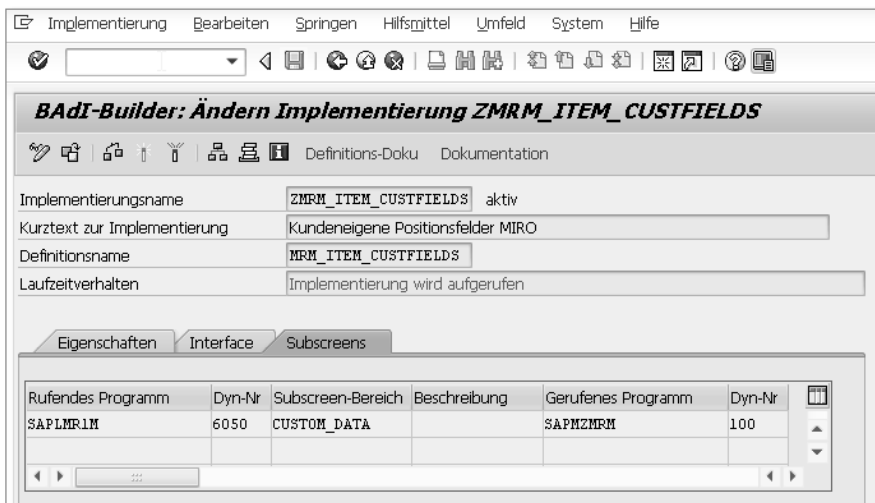 Implementierung Bearbeiten Springen Hilfsmittel Umfeld System Hilfe
BAdI-Builder: Ändern Implementierung ZMRM_ITEM_CUSTFIELDS
Definitions-Doku Dokumentation
Implementierungsname ZMRM_ITEM_CUSTFIELDS aktiv
Kurztext zur Implementierung Kundeneigene Positionsfelder MIRO
Definitionsname MRM_ITEM_CUSTFIELDS
Laufzeitverhalten Implementierung wird aufgerufen
Eigenschaften Interface Subscreens
Rufendes Programm Dyn-Nr Subscreen-Bereich Beschreibung Gerufenes Programm Dyn-Nr
SAPLMR1M 6050 CUSTOM_DATA SAPMZMRM 100